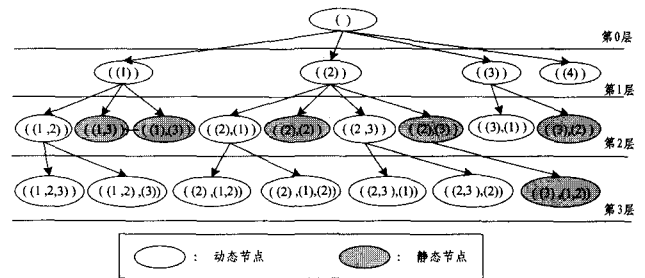 ( )
第0层
( (1) ) ( (2) ) ( (3) ) ( (4) )
第1层
( (1 ,2) ) ( (1,3) ) ( (1),(3) ) ( (2),(1) ) ( (2),(2) ) ( (2 ,3) ) ( (2),(3) ) ( (3),(1) ) ( (3),(2) )
第2层
( (1 ,2,3) ) ( (1 ,2) ,(3)) ( (2) ,(1,2)) ( (2) ,(1),(2)) ( (2,3 ),(1)) ( (2,3 ),(2)) ,(1,2))
第3层
: 动态节点 : 静态节点